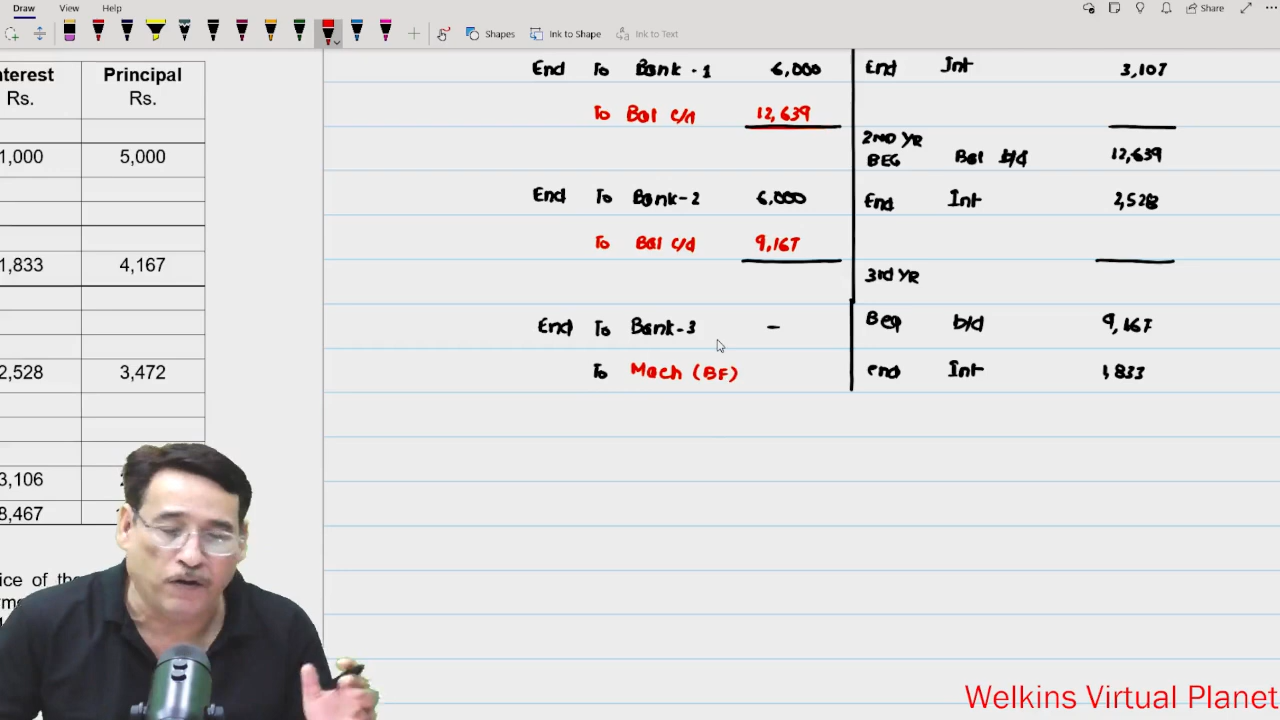 Draw View Help
Share
Shapes Ink to Shape Ink to Text
nterest Principal
Rs. Rs.
1,000 5,000
1,833 4,167
2,528 3,472
3,106
8,467
ice of the
End To Bank - 1 6,000 End Int 3,107
To Bal c/d 12,639
2ND YR
BEG Bal b/d 12,639
End To Bank-2 6,000 End Int 2,528
To Bal c/d 9,167
3rd YR
End To Bank-3 - Beg b/d 9,167
To Mach (BF) end Int 1,833
Welkins Virtual Planet